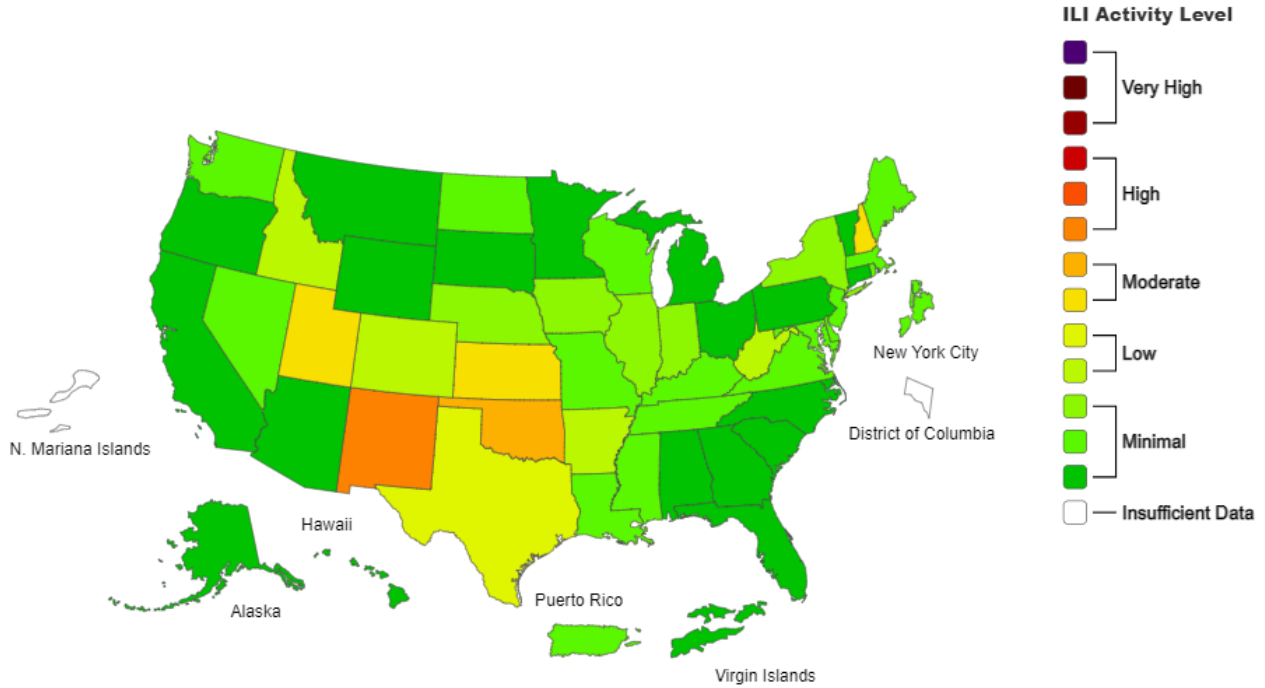 ILI Activity Level
Very High
High
Moderate
Low
Minimal
Insufficient Data
New York City
District of Columbia
N. Mariana Islands
Hawaii
Alaska
Puerto Rico
Virgin Islands